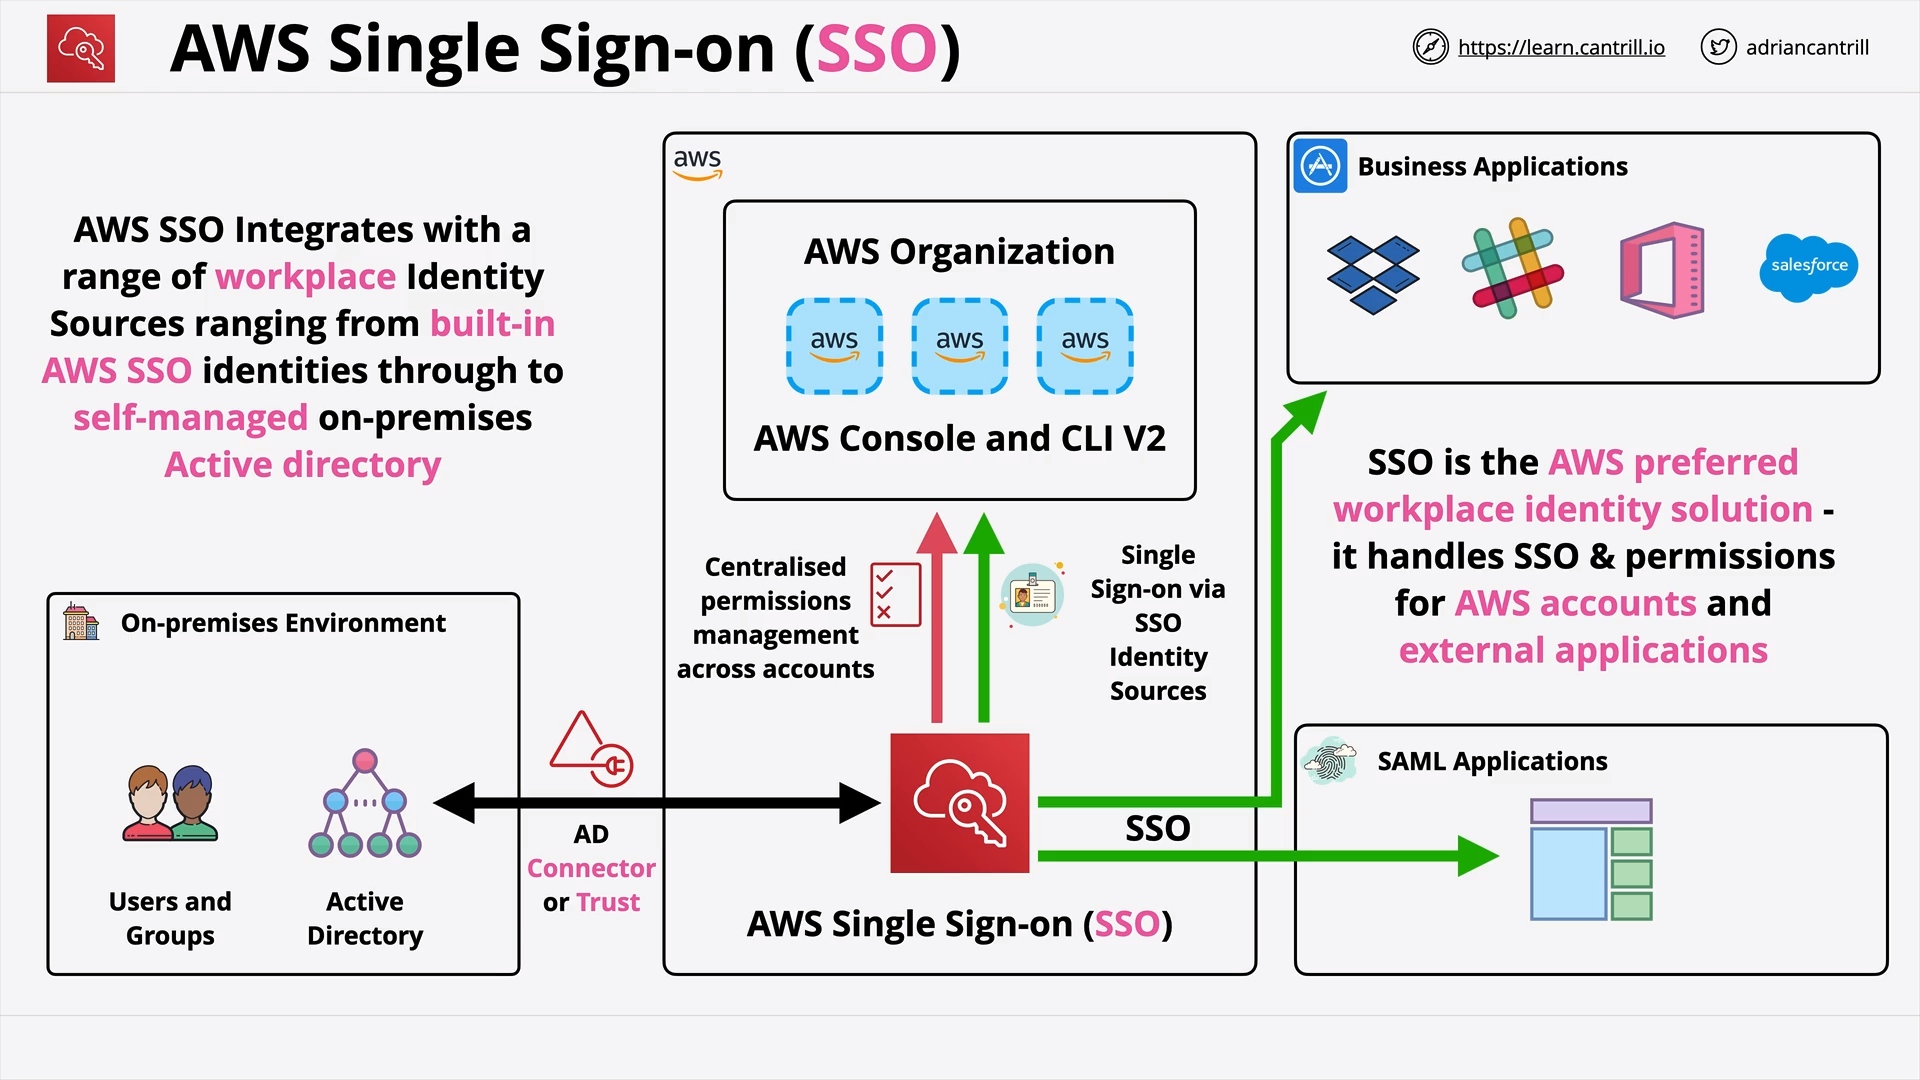 AWS Single Sign-on (SSO)
https://learn.cantrill.io
adriancantrill
AWS SSO Integrates with a
range of workplace Identity
Sources ranging from built-in
AWS SSO identities through to
self-managed on-premises
Active directory
On-premises Environment
Users and
Groups
Active
Directory
AD
Connector
or Trust
aws
AWS Organization
aws
aws
aws
AWS Console and CLI V2
Centralised
permissions
management
across accounts
Single
Sign-on via
SSO
Identity
Sources
SSO
AWS Single Sign-on (SSO)
Business Applications
salesforce
SSO is the AWS preferred
workplace identity solution -
it handles SSO & permissions
for AWS accounts and
external applications
SAML Applications